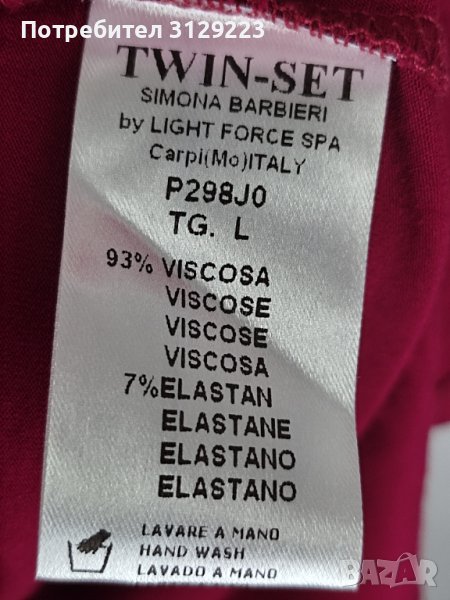 Потребител 3129223
TWIN-SET
SIMONA BARBIERI
by LIGHT FORCE SPA
Carpi(Mo)ITALY
P298J0
TG. L
93% VISCOSA
VISCOSE
VISCOSE
VISCOSA
7%ELASTAN
ELASTANE
ELASTANO
ELASTANO
LAVARE A MANO
HAND WASH
LAVADO A MANO
BAZAR